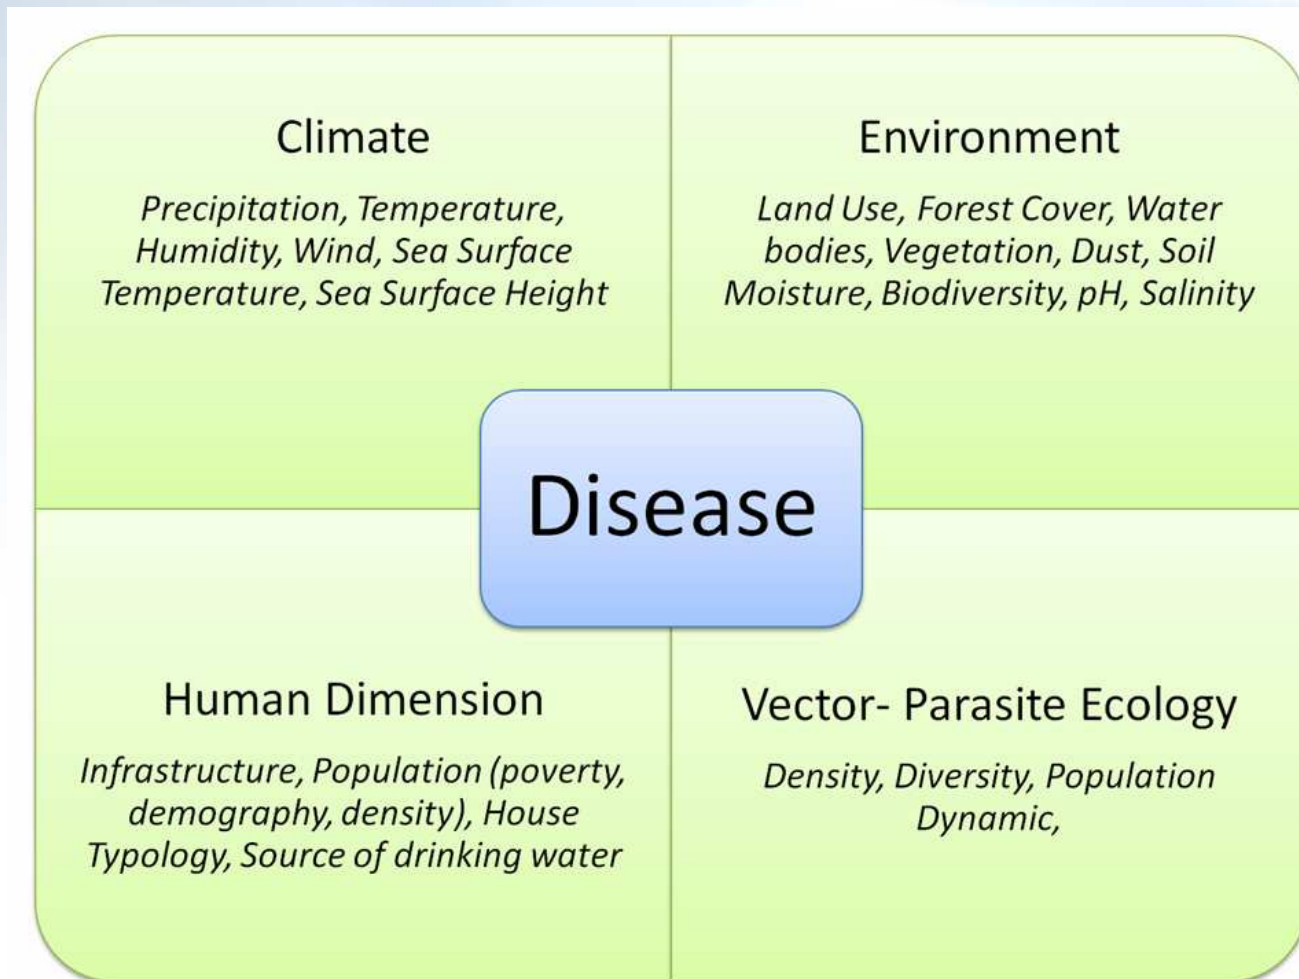 Climate
Precipitation, Temperature,
Humidity, Wind, Sea Surface
Temperature, Sea Surface Height
Environment
Land Use, Forest Cover, Water
bodies, Vegetation, Dust, Soil
Moisture, Biodiversity, pH, Salinity
Disease
Human Dimension
Infrastructure, Population (poverty,
demography, density), House
Typology, Source of drinking water
Vector- Parasite Ecology
Density, Diversity, Population
Dynamic,